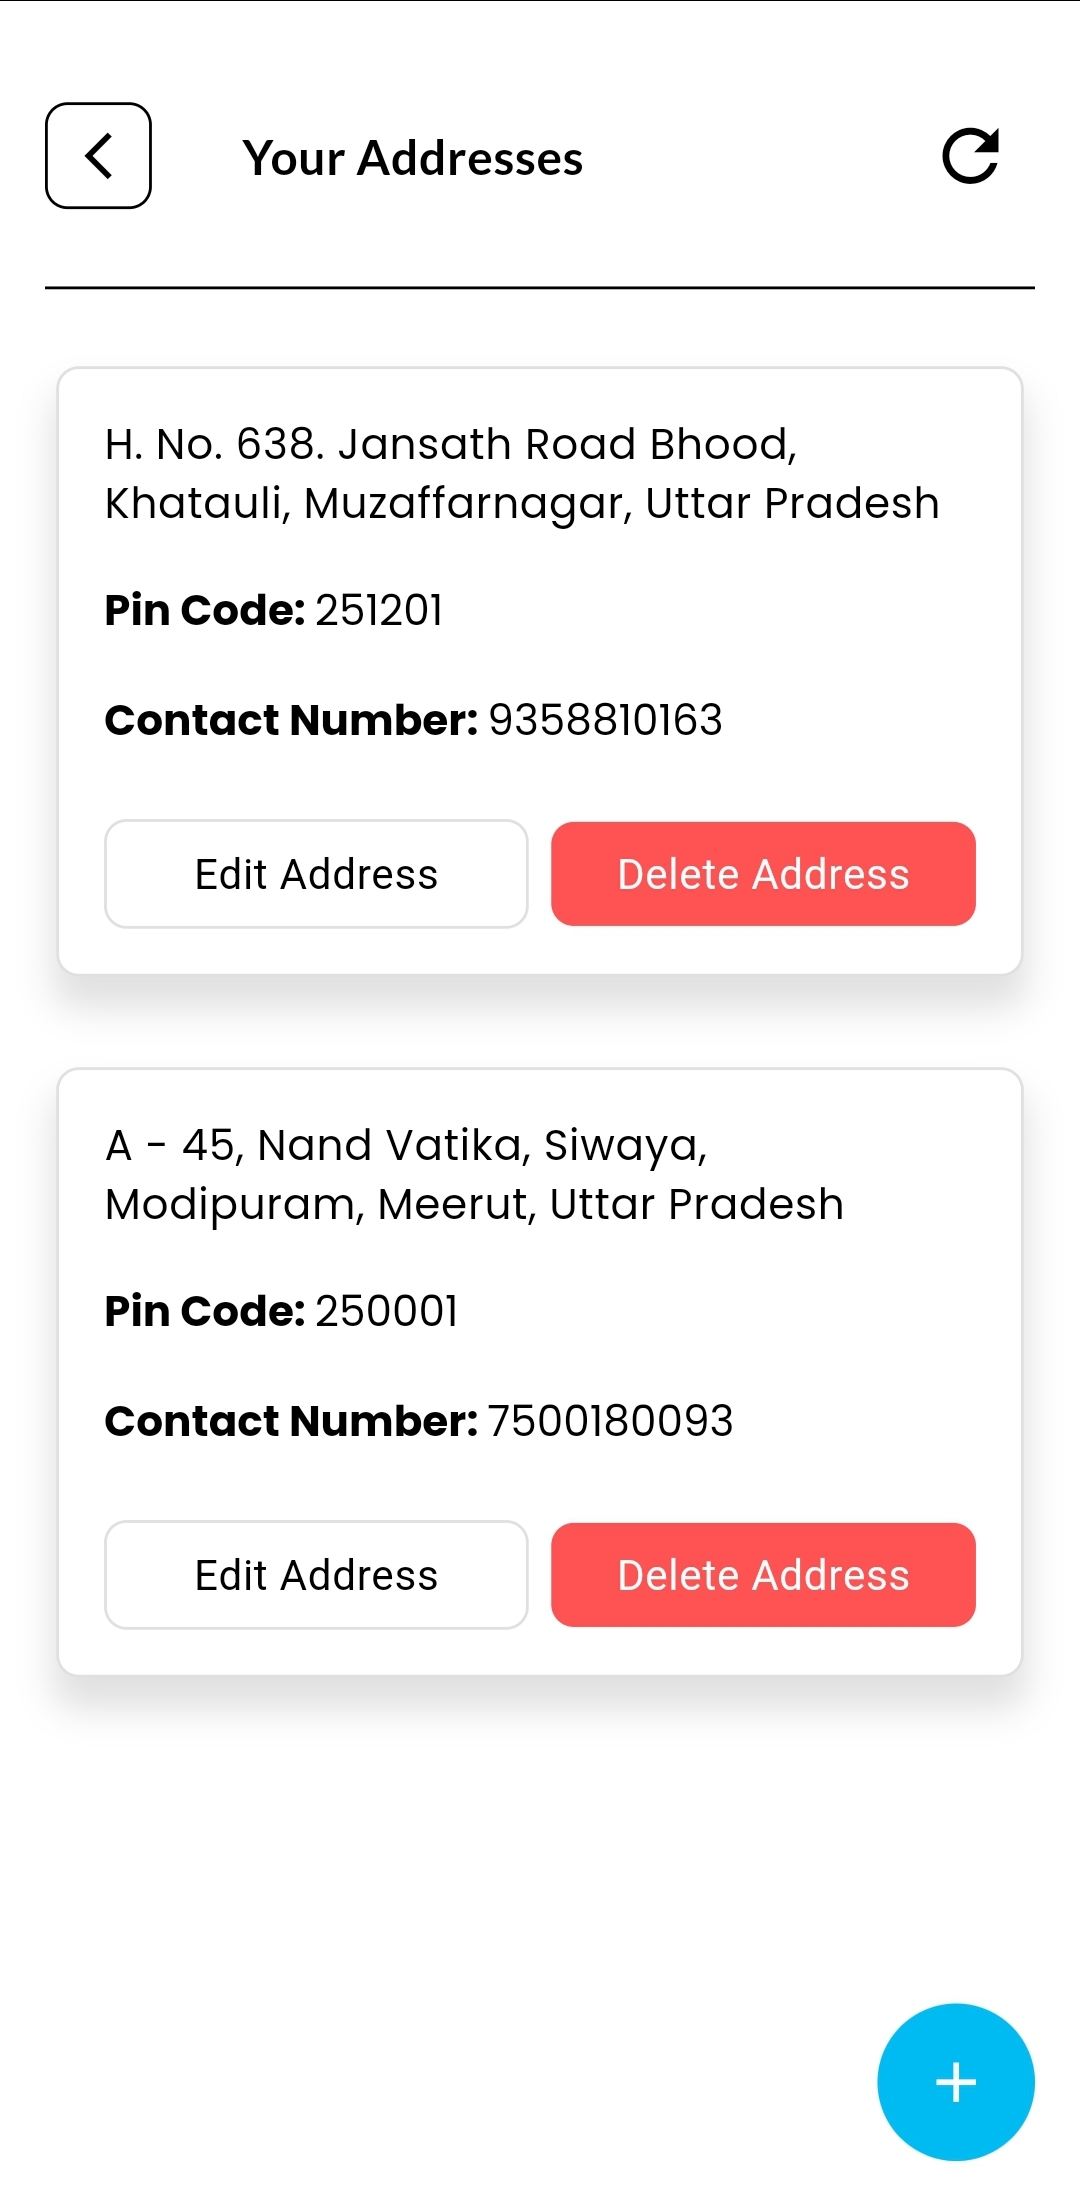 Your Addresses
H. No. 638. Jansath Road Bhood,
Khatauli, Muzaffarnagar, Uttar Pradesh
Pin Code: 251201
Contact Number: 9358810163
Edit Address Delete Address
A - 45, Nand Vatika, Siwaya,
Modipuram, Meerut, Uttar Pradesh
Pin Code: 250001
Contact Number: 7500180093
Edit Address Delete Address